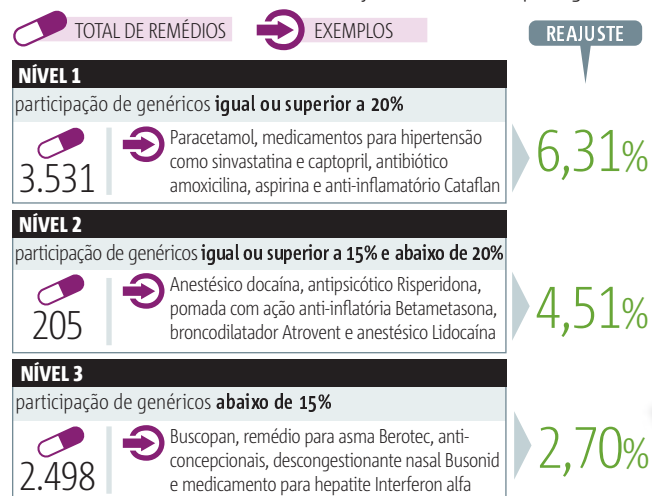 TOTAL DE REMÉDIOS
EXEMPLOS
REAJUSTE
NÍVEL 1
participação de genéricos igual ou superior a 20%
3.531
Paracetamol, medicamentos para hipertensão
como sinvastatina e captopril, antibiótico
amoxilina, aspirina e anti-inflamatório Cataflan
6,31%
NÍVEL 2
participação de genéricos igual ou superior a 15% e abaixo de 20%
205
Anestésico docaína, antipsicótico Risperidona,
pomada com ação anti-inflatória Betametasona,
broncodilatador Atrovent e anestésico Lidocaína
4,51%
NÍVEL 3
participação de genéricos abaixo de 15%
2.498
Buscopan, remédio para asma Berotec, anti-
concepcionais, descongestionante nasal Busonid
e medicamento para hepatite Interferon alfa
2,70%